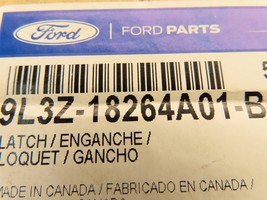 Ford
FORD PARTS
9L3Z-18264A01-B
LATCH / ENGANCHE /
LOQUET / GANCHO
MADE IN CANADA / FABRICADO EN CANADA /